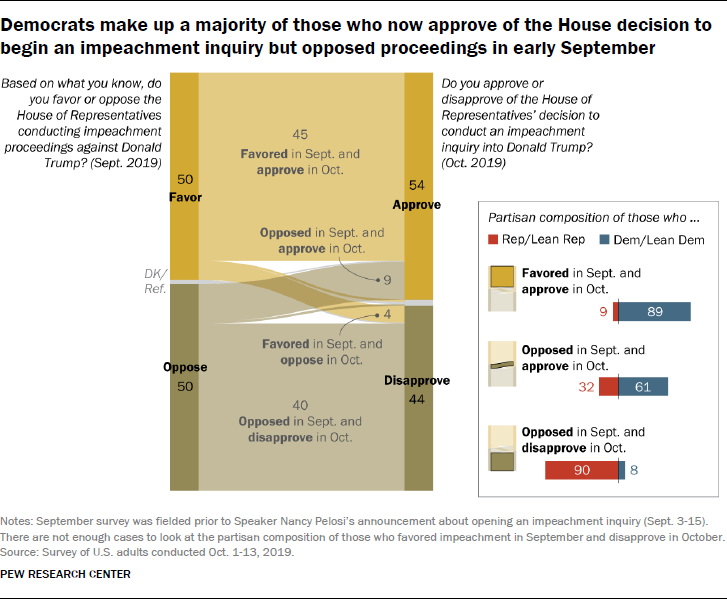 Democrats make up a majority of those who now approve of the House decision to
begin an impeachment inquiry but opposed proceedings in early September
Based on what you know, do
you favor or oppose the
House of Representatives
conducting impeachment
proceedings against Donald
Trump? (Sept. 2019)
Do you approve or
disapprove of the House of
Representatives' decision to
conduct an impeachment
inquiry into Donald Trump?
(Oct. 2019)
50
Favor
DK/
Ref.
Oppose
50
45
Favored in Sept. and
approve in Oct.
Opposed in Sept. and
approve in Oct.
9
4
Favored in Sept. and
oppose in Oct.
40
Opposed in Sept. and
disapprove in Oct.
54
Approve
Disapprove
44
Partisan composition of those who ...
Rep/Lean Rep Dem/Lean Dem
Favored in Sept. and
approve in Oct.
9 89
Opposed in Sept. and
approve in Oct.
32 61
Opposed in Sept. and
disapprove in Oct.
90 8
Notes: September survey was fielded prior to Speaker Nancy Pelosi's announcement about opening an impeachment inquiry (Sept. 3-15).
There are not enough cases to look at the partisan composition of those who favored impeachment in September and disapprove in October.
Source: Survey of U.S. adults conducted Oct. 1-13, 2019.
PEW RESEARCH CENTER